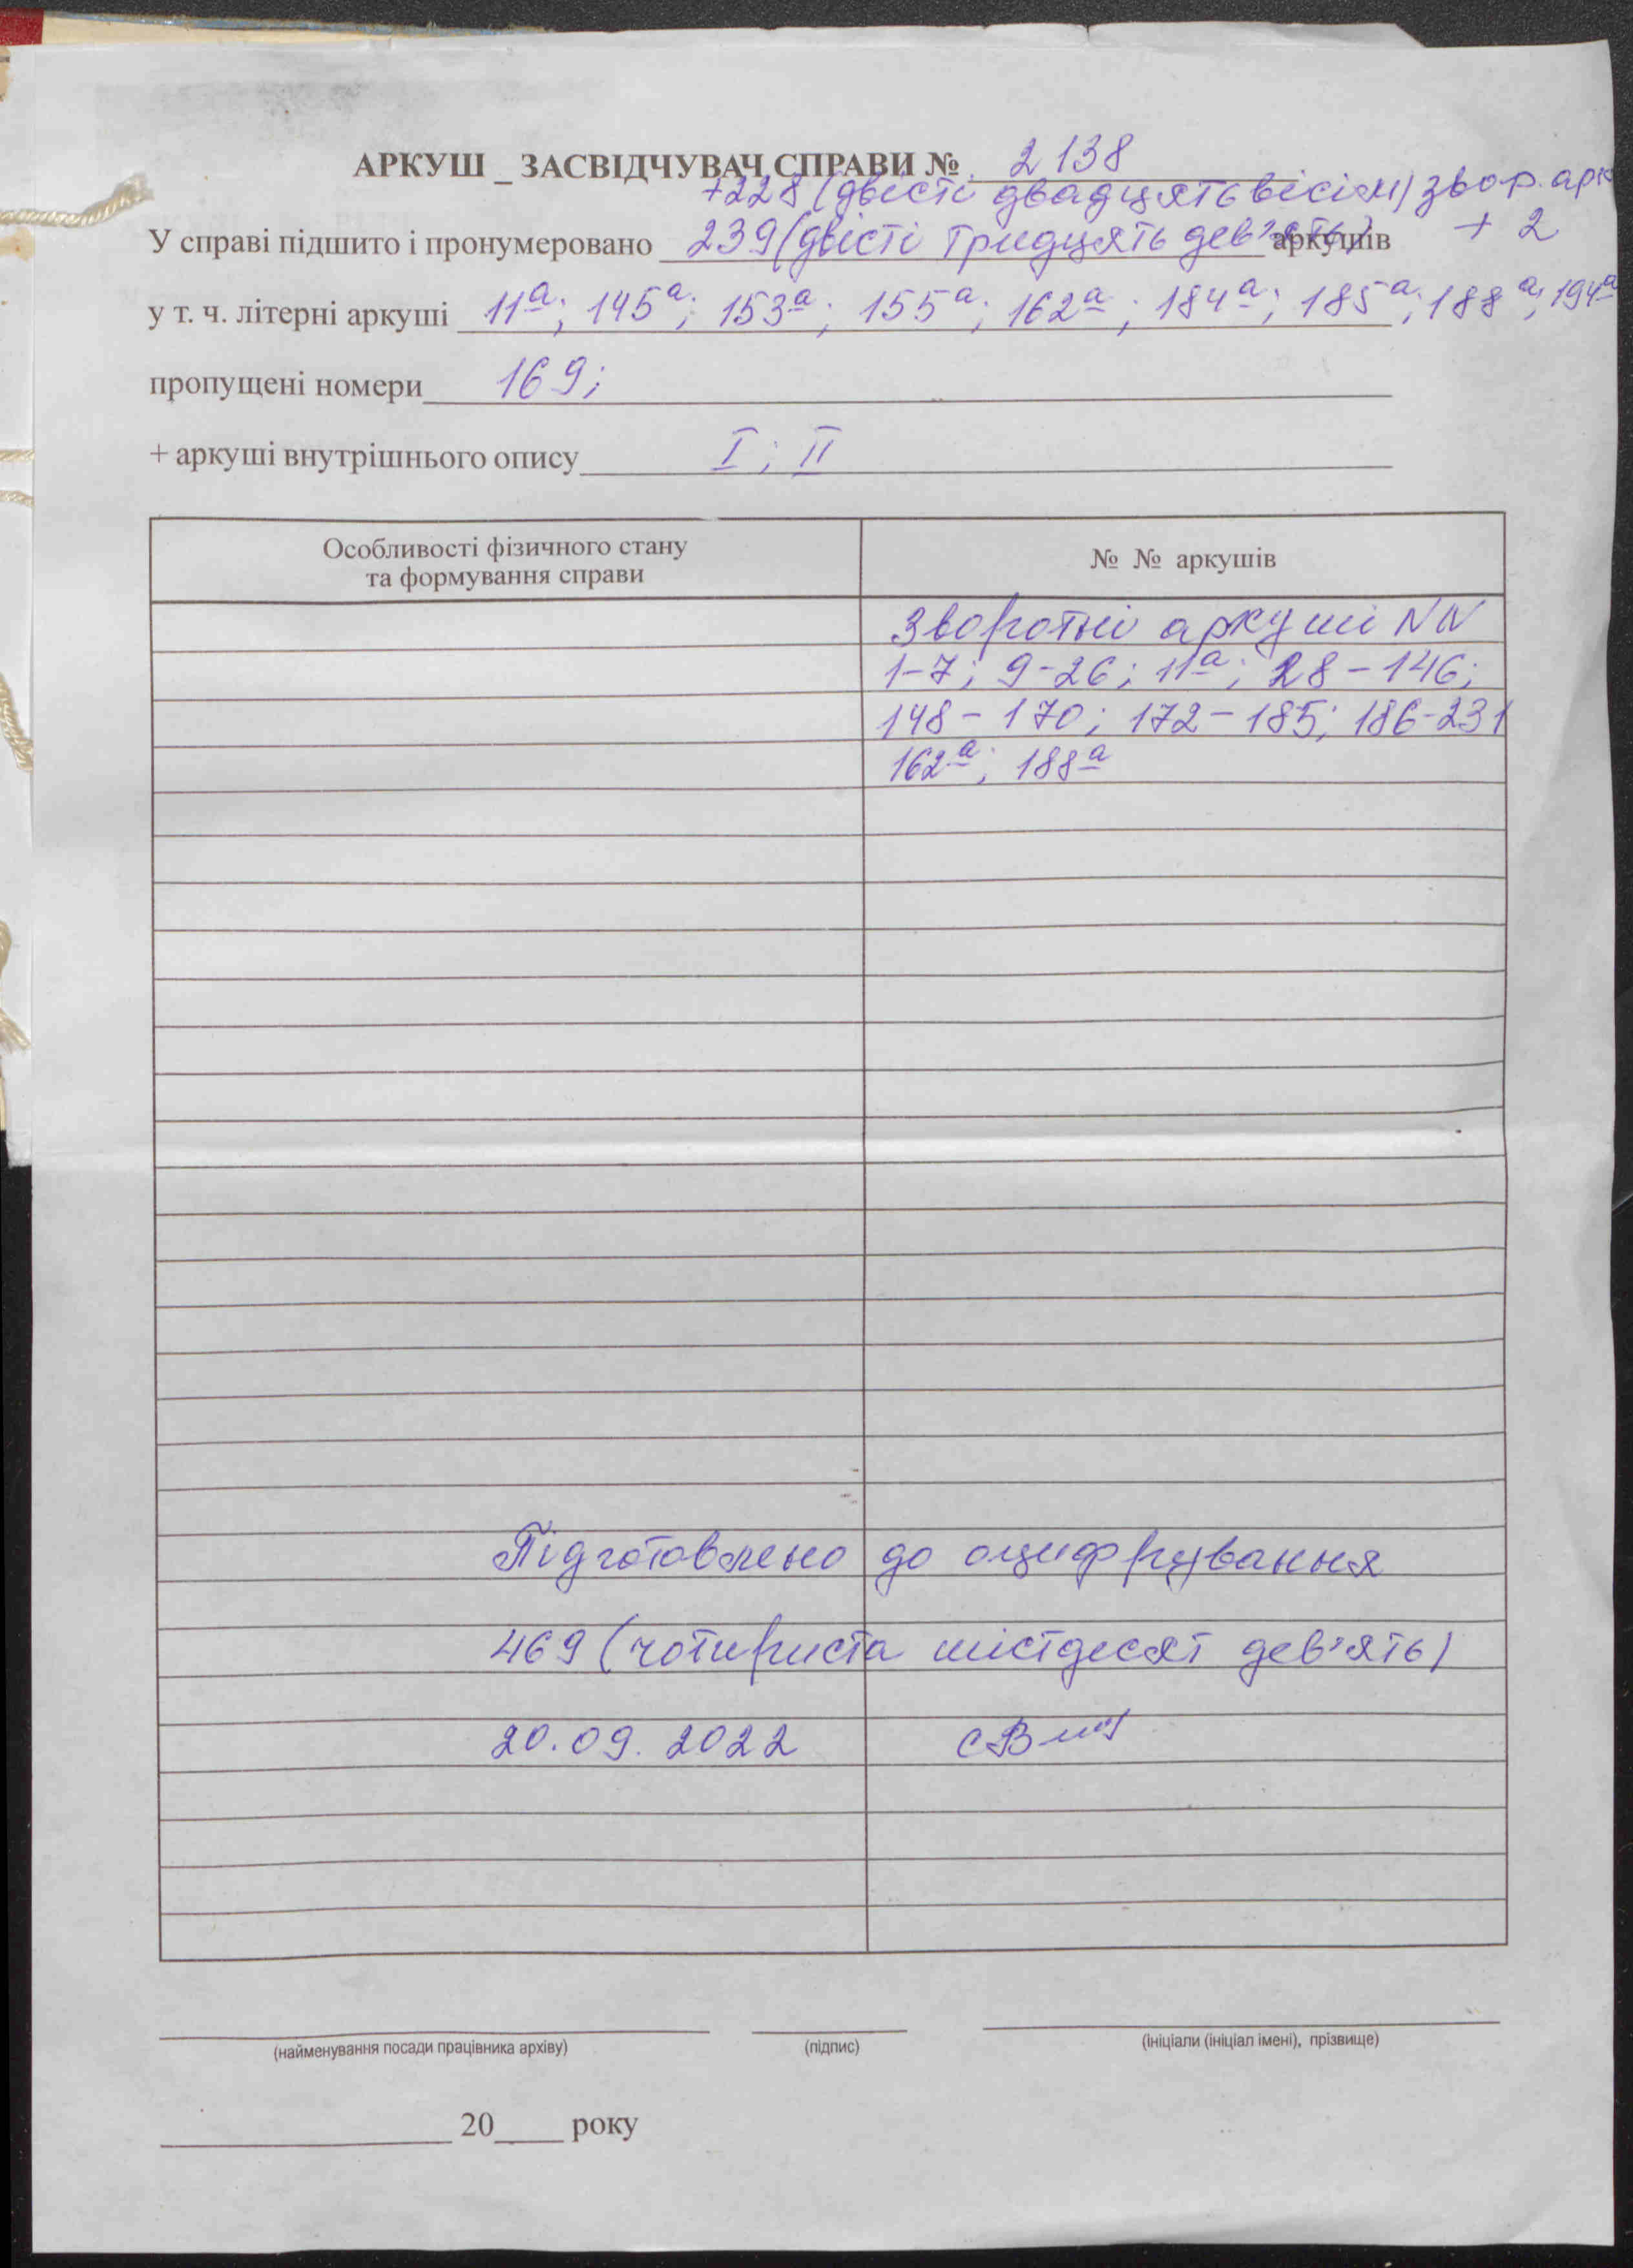 АРКУШ _ ЗАСВІДЧУВАЧ СПРАВИ № 2138
+228 (двісті двадцять вісім) звор. арк
У справі підшито і пронумеровано 239 (двісті тридцять дев'ять) аркушів + 2
у т. ч. літерні аркуші 11а; 145а; 153а; 155а; 162а; 184а; 185а; 188а; 194а
пропущені номери 169;
+ аркуші внутрішнього опису I; II
Особливості фізичного стану
та формування справи
№ № аркушів
Зворотні аркуші NN
1-7; 9-26; 11а; 28-146;
148-170; 172-185; 186-231
162а; 188а
Підготовлено до оцифрування
469 (чотириста шістдесят дев'ять)
20.09.2022
(найменування посади працівника архіву) (підпис) (ініціали (ініціал імені), прізвище)
20 року